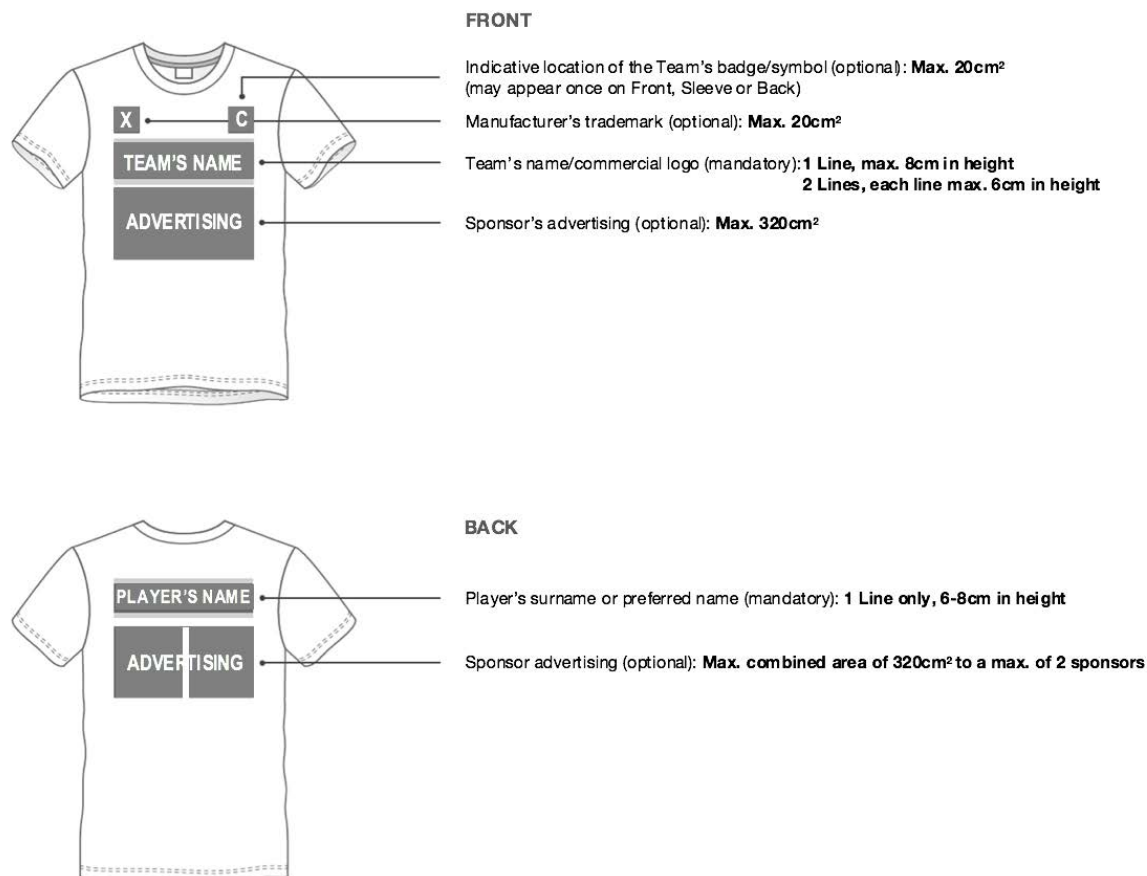 FRONT
Indicative location of the Team's badge/symbol (optional): Max. 20cm²
(may appear once on Front, Sleeve or Back)
X
C
Manufacturer's trademark (optional): Max. 20cm²
TEAM'S NAME
Team's name/commercial logo (mandatory): 1 Line, max. 8cm in height
2 Lines, each line max. 6cm in height
ADVERTISING
Sponsor's advertising (optional): Max. 320cm²
BACK
PLAYER'S NAME
Player's surname or preferred name (mandatory): 1 Line only, 6-8cm in height
ADVERTISING
Sponsor advertising (optional): Max. combined area of 320cm² to a max. of 2 sponsors